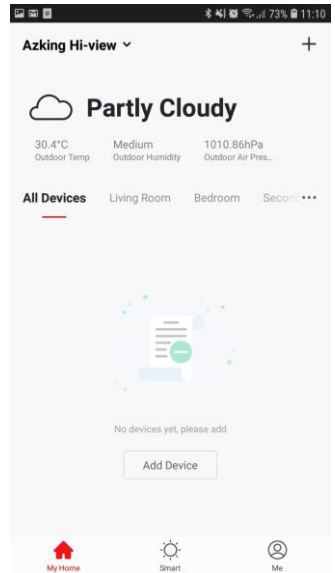 73% 11:10
Azking Hi-view
Partly Cloudy
30.4°C Medium 1010.86hPa
Outdoor Temp Outdoor Humidity Outdoor Air Pres...
All Devices Living Room Bedroom Secon
No devices yet, please add
Add Device
My Home Smart Me